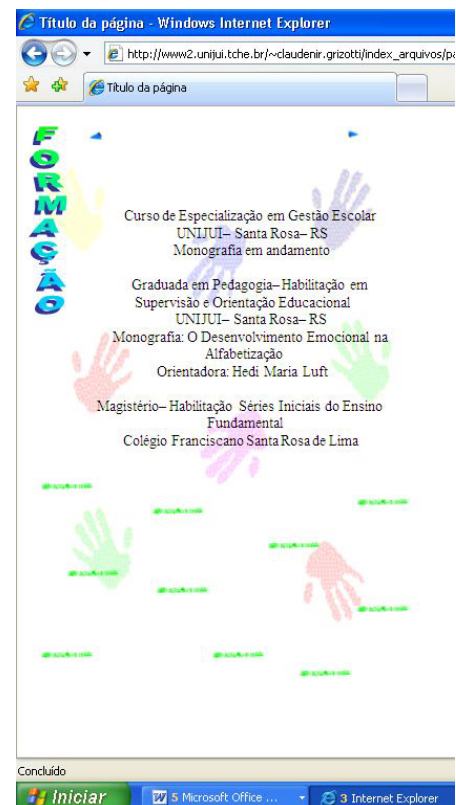 Título da página - Windows Internet Explorer
http://www2.unijui.tche.br/~claudenir.grizotti/index_arquivos/pa
Título da página
FORMAÇÃO
Curso de Especialização em Gestão Escolar
UNIJUI– Santa Rosa– RS
Monografia em andamento
Graduada em Pedagogia– Habilitação em
Supervisão e Orientação Educacional
UNIJUI– Santa Rosa– RS
Monografia: O Desenvolvimento Emocional na
Alfabetização
Orientadora: Hedi Maria Luft
Magistério– Habilitação Séries Iniciais do Ensino
Fundamental
Colégio Franciscano Santa Rosa de Lima
Concluído
Iniciar
5 Microsoft Office ...
3 Internet Explorer